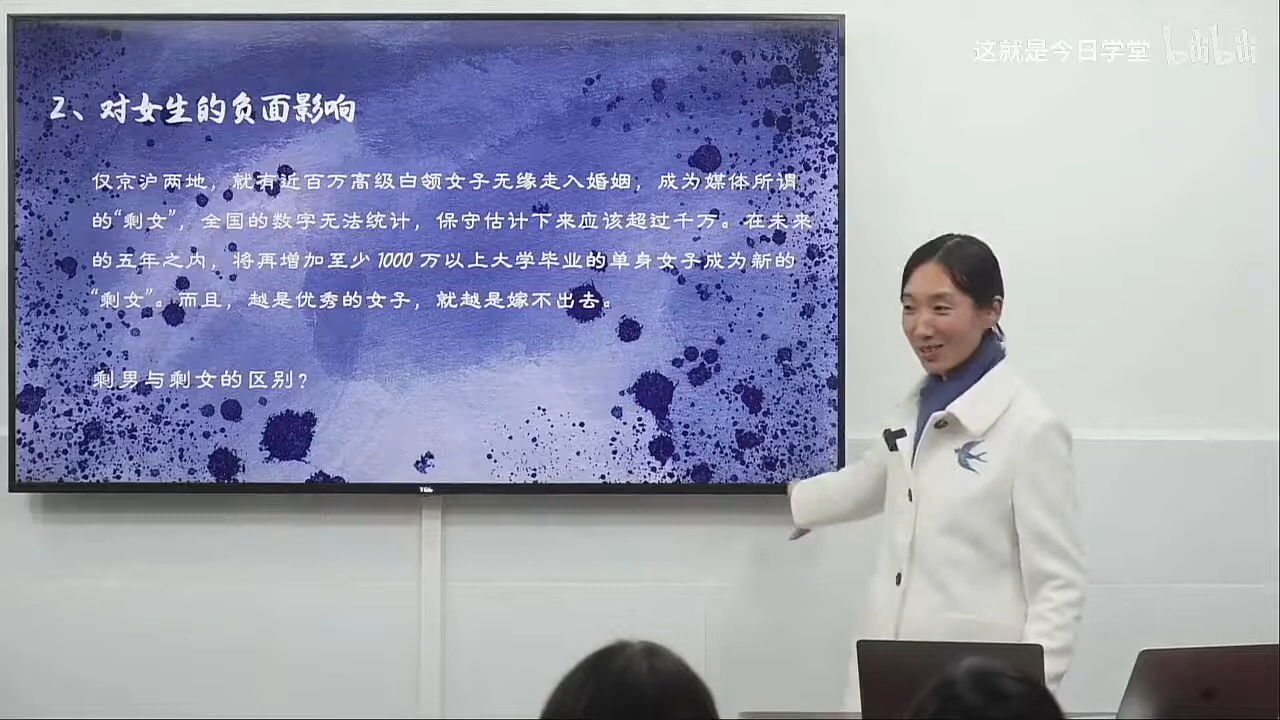 这就是今日学堂 bilibili
2、对女生的负面影响
仅京沪两地，就有近百万高级白领女子无缘走入婚姻，成为媒体所谓
的“剩女”，全国的数字无法统计，保守估计下来应该超过千万。在未来
的五年之内，将再增加至少1000万以上大学毕业的单身女子成为新的
“剩女”。而且，越是优秀的女子，就越是嫁不出去。
剩男与剩女的区别？